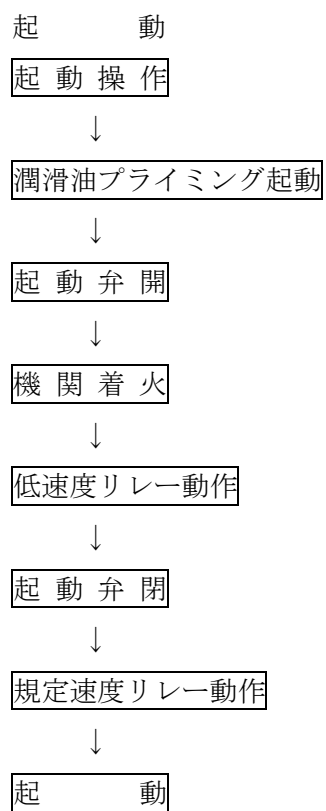 起　　　　動
起 動 操 作
↓
潤滑油プライミング起動
↓
起 動 弁 開
↓
機 関 着 火
↓
低速度リレー動作
↓
起 動 弁 閉
↓
規定速度リレー動作
↓
起　　　　動